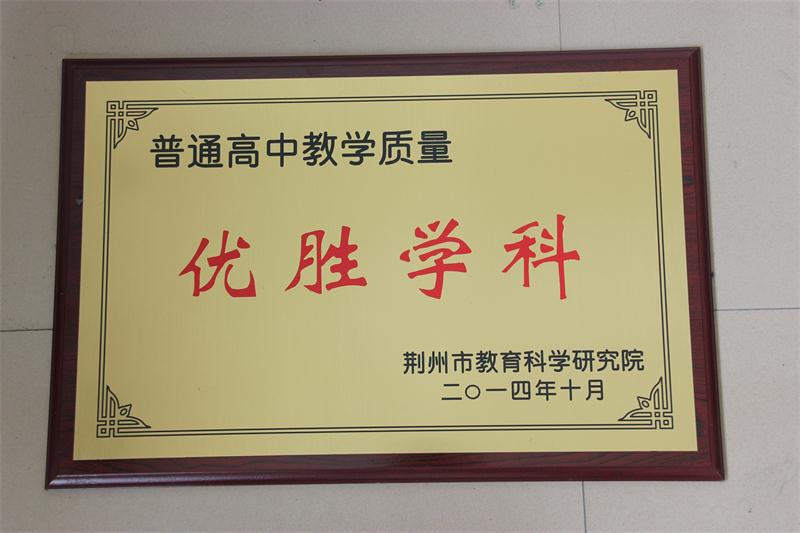 普通高中教学质量
优胜学科
荆州市教育科学研究院
二〇一四年十月